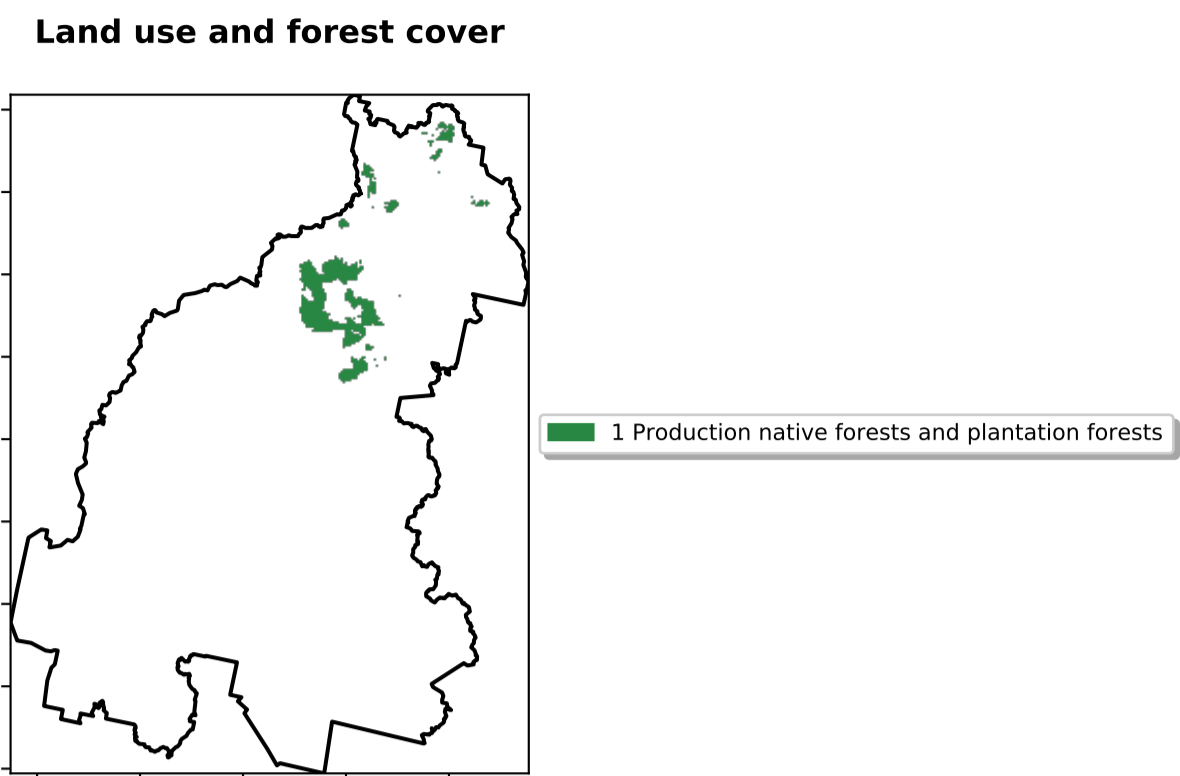 Land use and forest cover
1 Production native forests and plantation forests